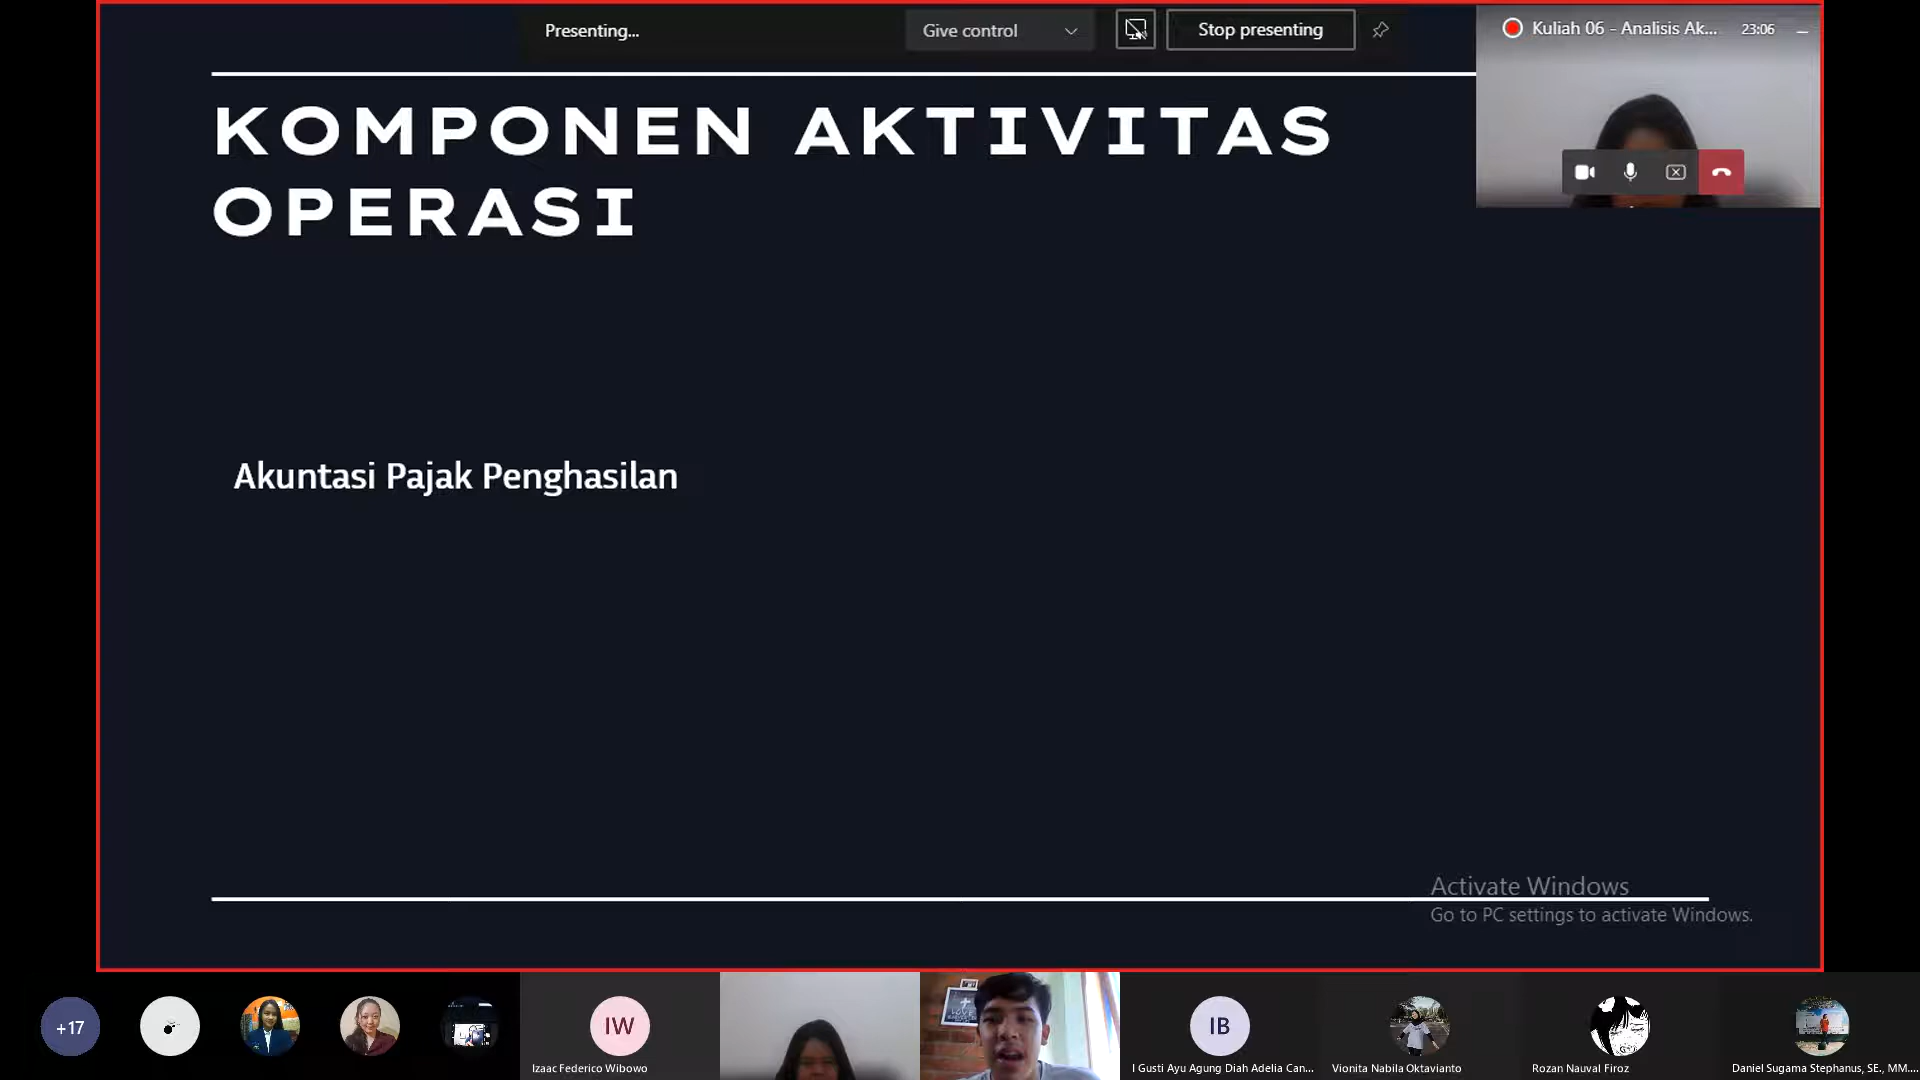 Presenting...
Give control
Stop presenting
Kuliah 06 - Analisis Ak...
23:06
KOMPONEN AKTIVITAS
OPERASI
Akuntasi Pajak Penghasilan
Activate Windows
Go to PC settings to activate Windows.
+17
IW
Izaac Federico Wibowo
IB
I Gusti Ayu Agung Diah Adelia Can...
Vionita Nabila Oktavianto
Rozan Nauval Firoz
Daniel Sugama Stephanus, SE., MM....